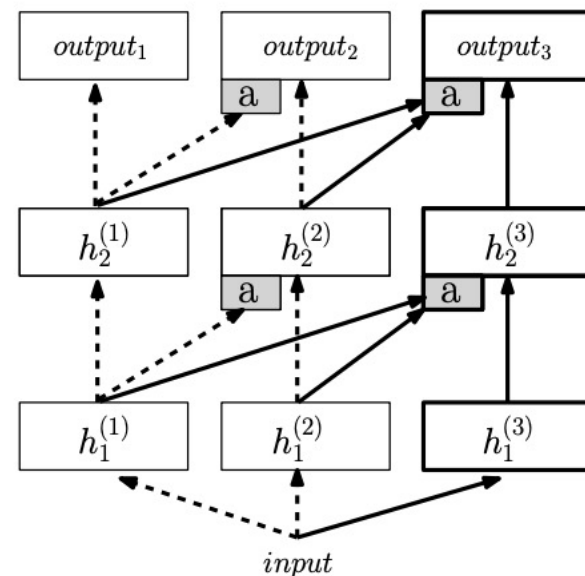 output₁ output₂ output₃
a a
h₂⁽¹⁾ h₂⁽²⁾ h₂⁽³⁾
a a
h₁⁽¹⁾ h₁⁽²⁾ h₁⁽³⁾
input